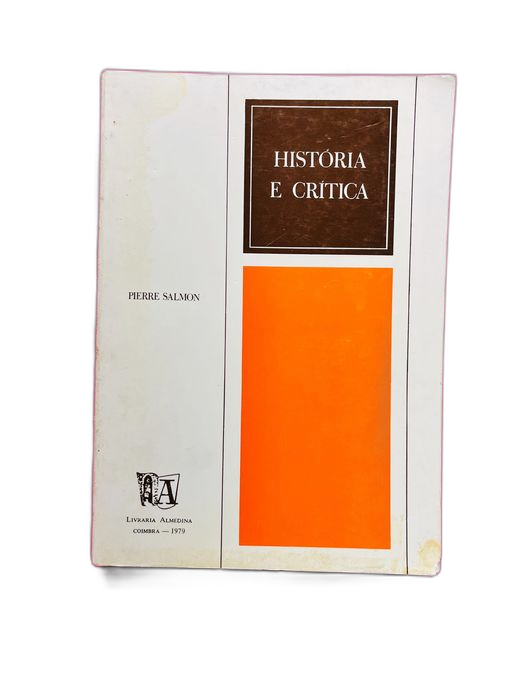 HISTÓRIA
E CRÍTICA
PIERRE SALMON
A
LIVRARIA ALMEDINA
COIMBRA — 1979